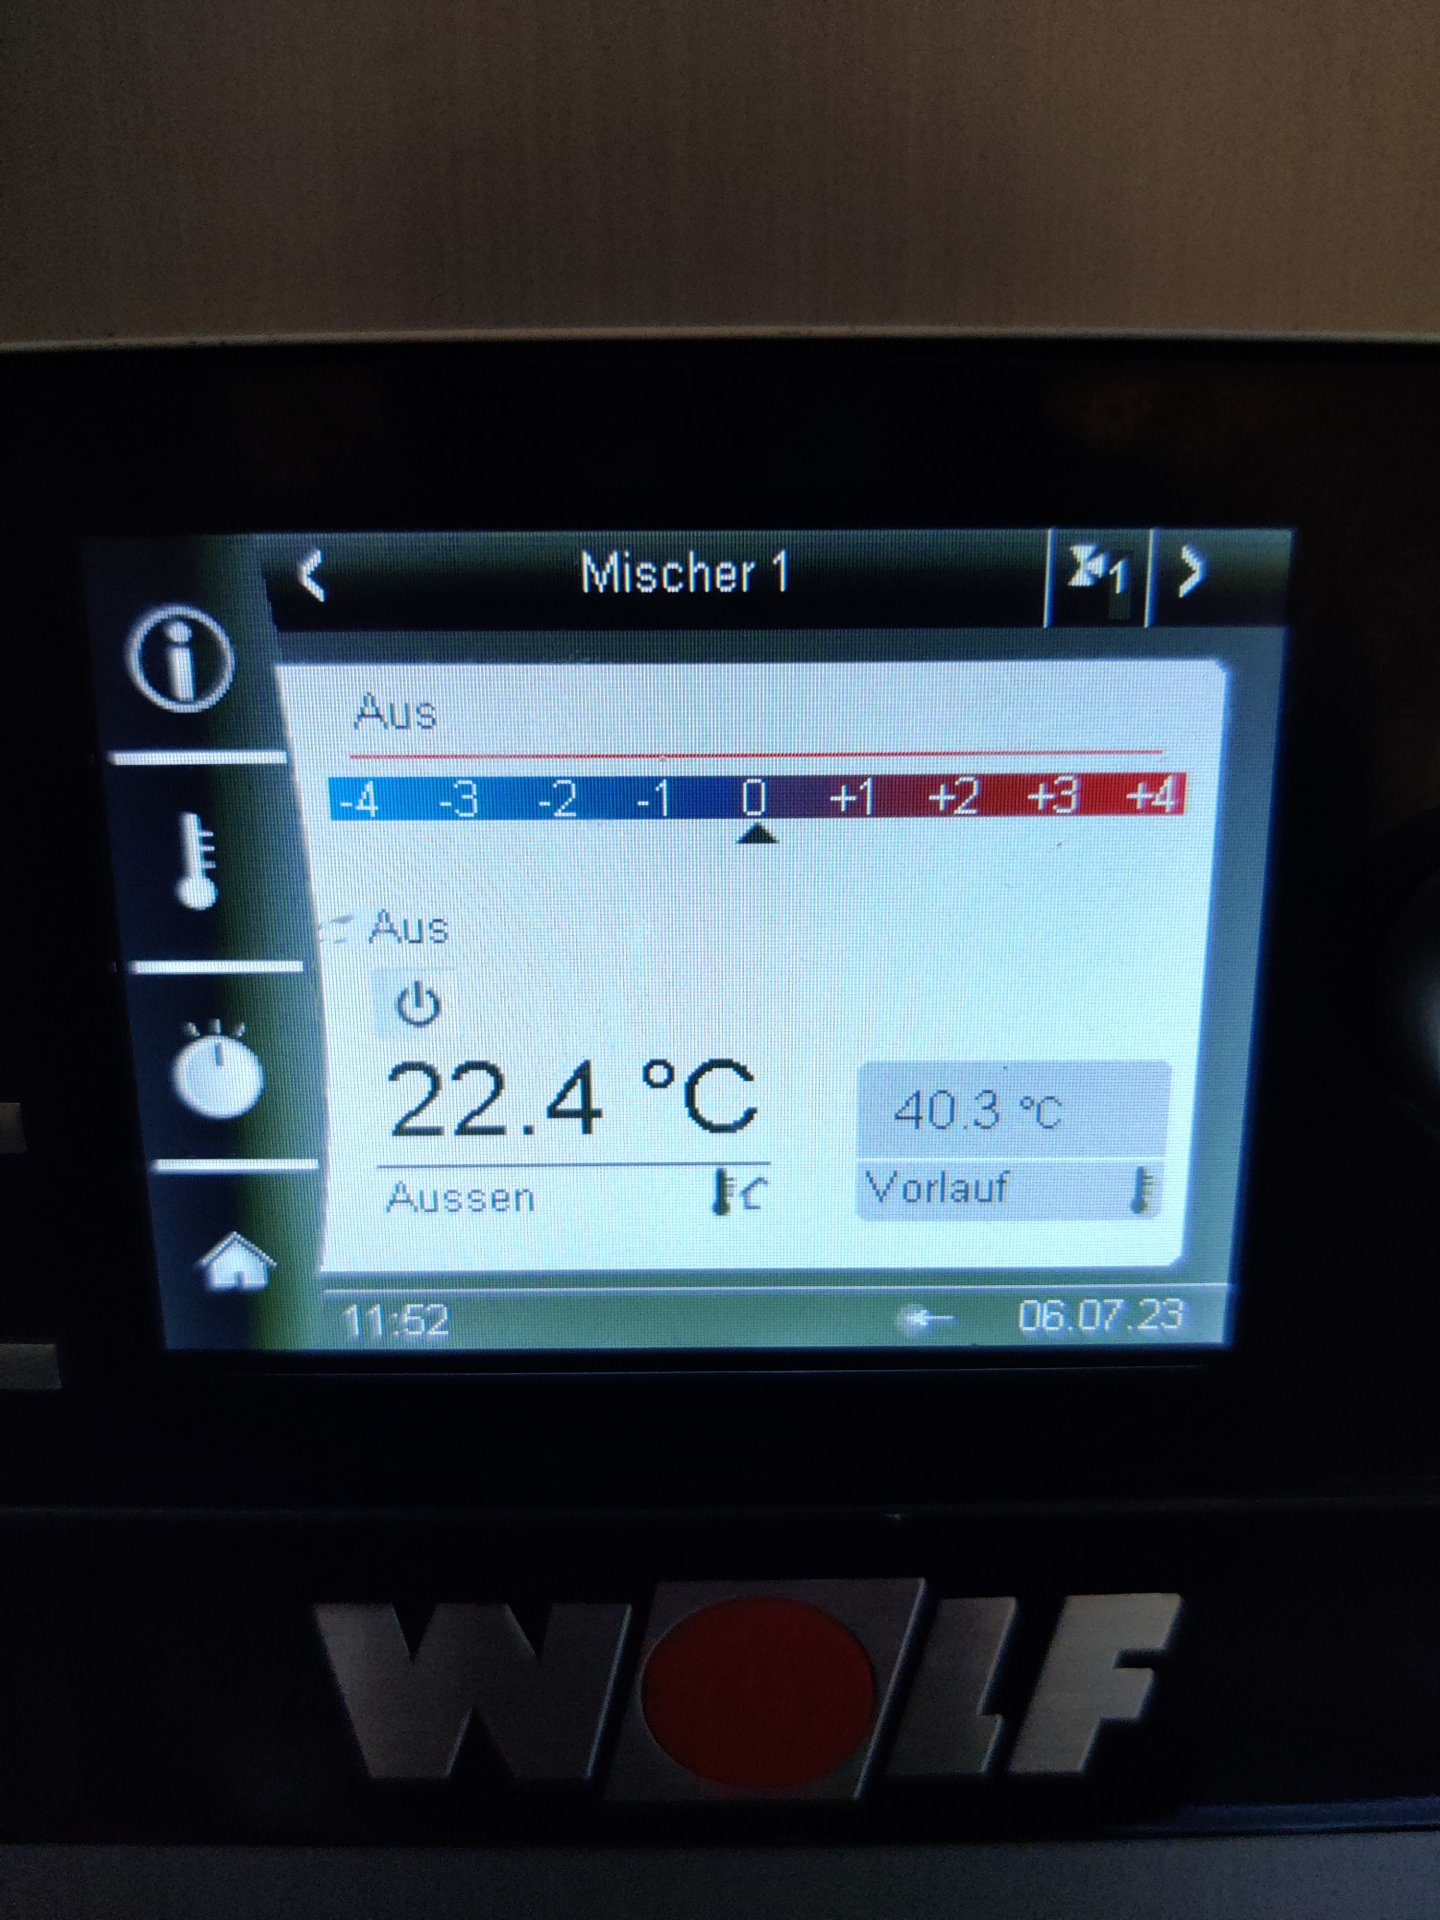 Mischer 1
1
Aus
-4 -3 -2 -1 0 +1 +2 +3 +4
Aus
22.4 °C
40.3 °C
Aussen
Vorlauf
11:52
06.07.23
WOLF